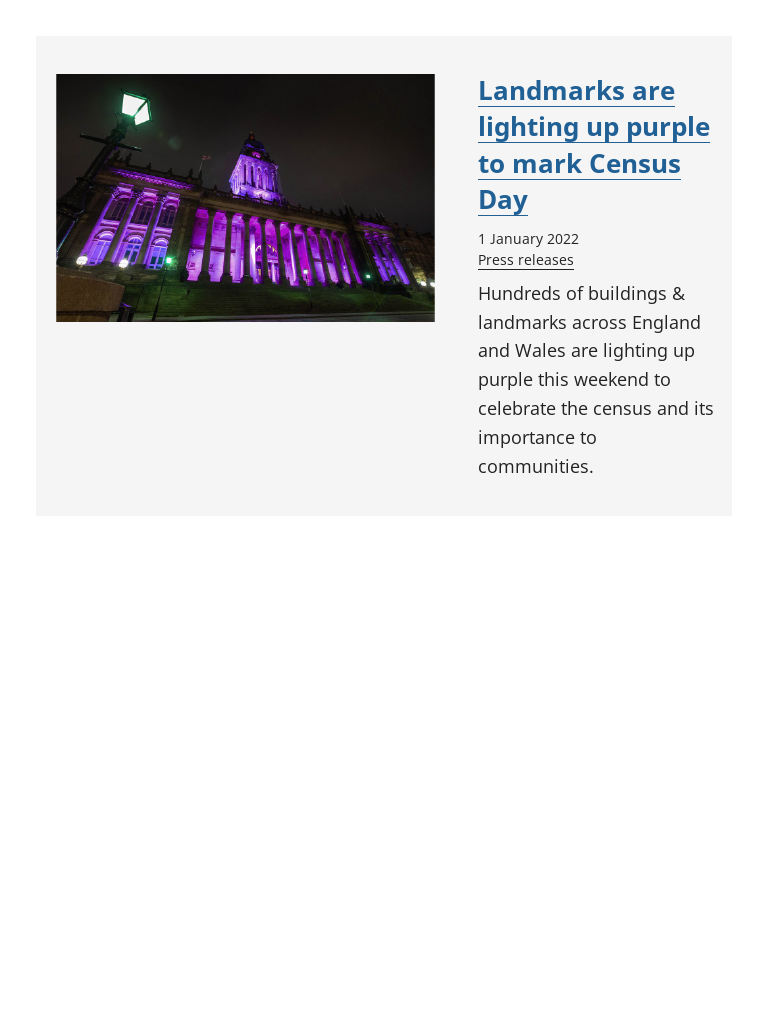 Landmarks are
lighting up purple
to mark Census
Day
1 January 2022
Press releases
Hundreds of buildings &
landmarks across England
and Wales are lighting up
purple this weekend to
celebrate the census and its
importance to
communities.